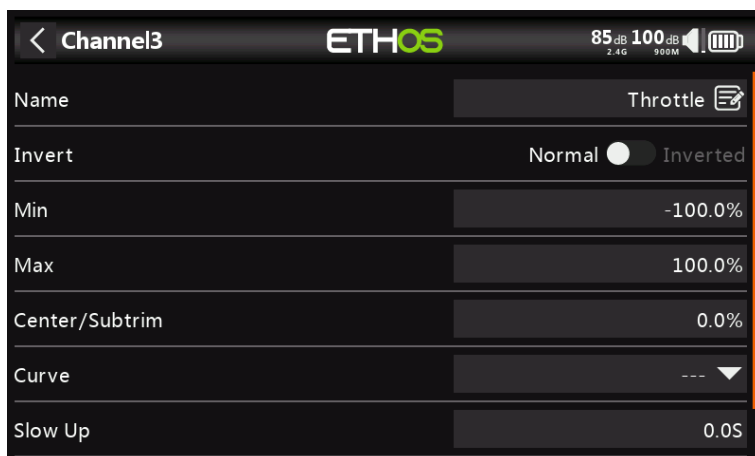 Channel3 ETHOS 85dB 2.4G 100dB 900M
Name Throttle
Invert Normal Inverted
Min -100.0%
Max 100.0%
Center/Subtrim 0.0%
Curve ---
Slow Up 0.0S